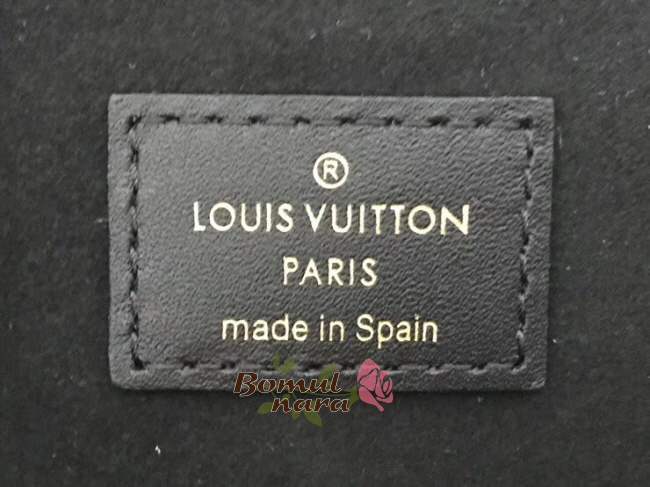 ®
LOUIS VUITTON
PARIS
made in Spain
Bomul
nara